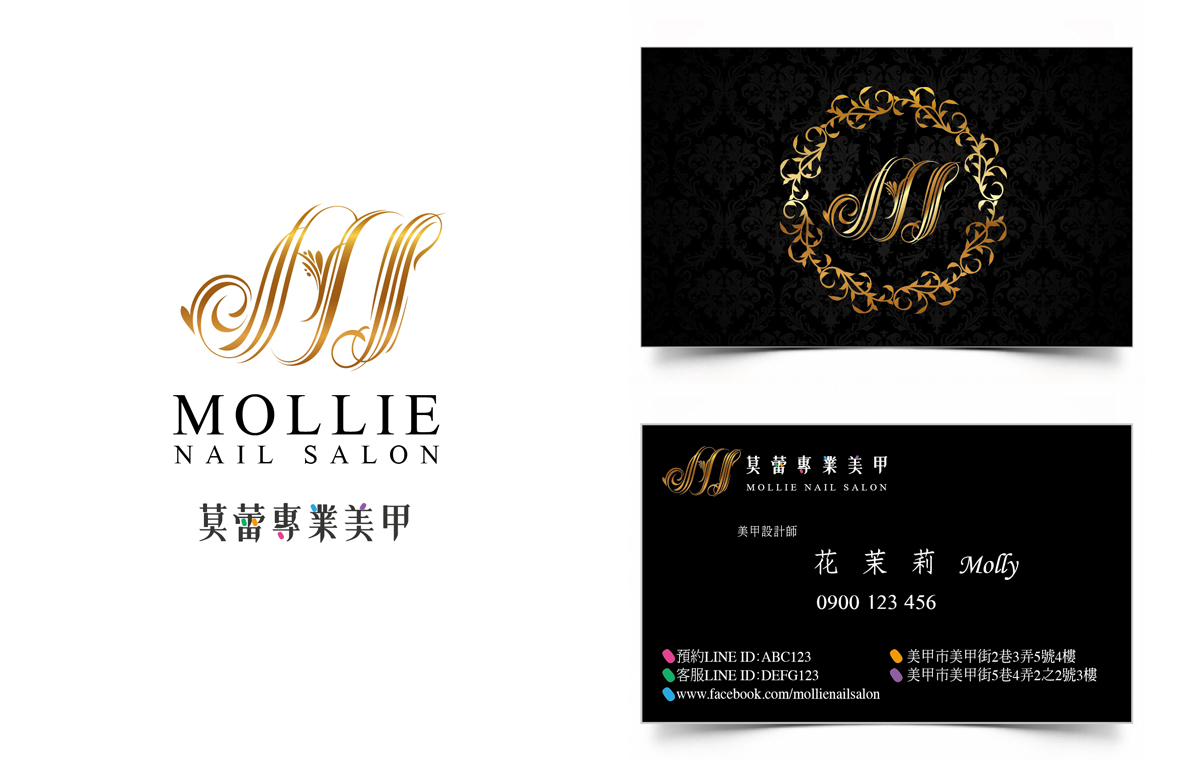 MOLLIE
NAIL SALON
莫蕾專業美甲
莫蕾專業美甲
MOLLIE NAIL SALON
美甲設計師
花茉莉 Molly
0900 123 456
預約LINE ID:ABC123
客服LINE ID:DEFG123
www.facebook.com/mollienailsalon
美甲市美甲街2巷3弄5號4樓
美甲市美甲街5巷4弄2之2號3樓